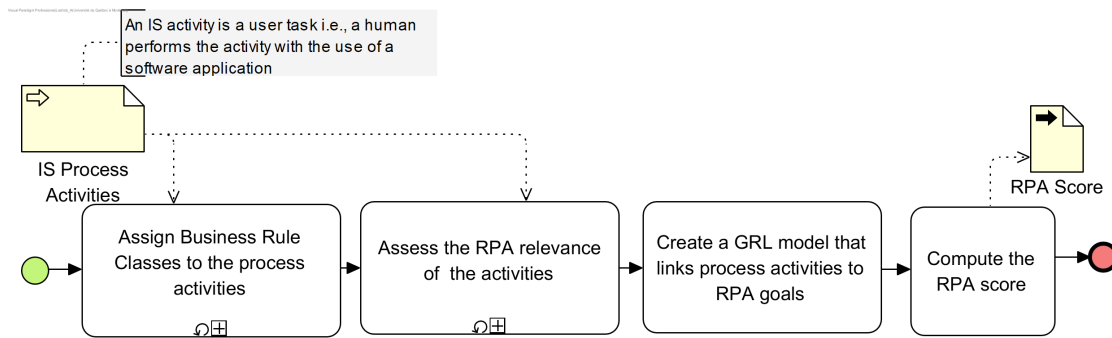 An IS activity is a user task i.e., a human
performs the activity with the use of a
software application
IS Process
Activities
RPA Score
Assign Business Rule
Classes to the process
activities
Assess the RPA relevance
of the activities
Create a GRL model that
links process activities to
RPA goals
Compute the
RPA score